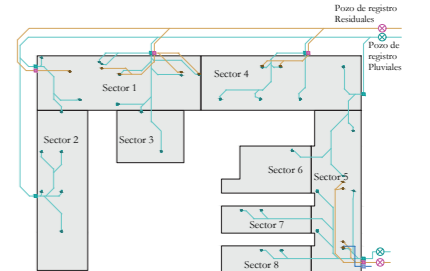 Pozo de registro
Residuales
Pozo de
registro
Pluviales
Sector 1
Sector 4
Sector 2
Sector 3
Sector 6
Sector 5
Sector 7
Sector 8